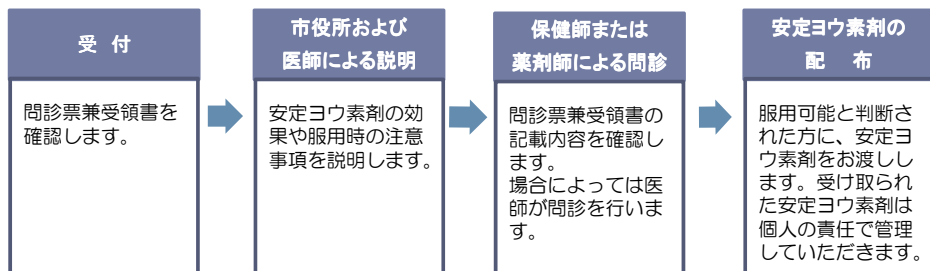 受 付
問診票兼受領書を
確認します。
市役所および
医師による説明
安定ヨウ素剤の効
果や服用時の注意
事項を説明します。
保健師または
薬剤師による問診
問診票兼受領書の
記載内容を確認し
ます。
場合によっては医
師が問診を行いま
す。
安定ヨウ素剤の
配 布
服用可能と判断さ
れた方に、安定ヨ
ウ素剤をお渡しし
ます。受け取られ
た安定ヨウ素剤は
個人の責任で管理
していただきます。